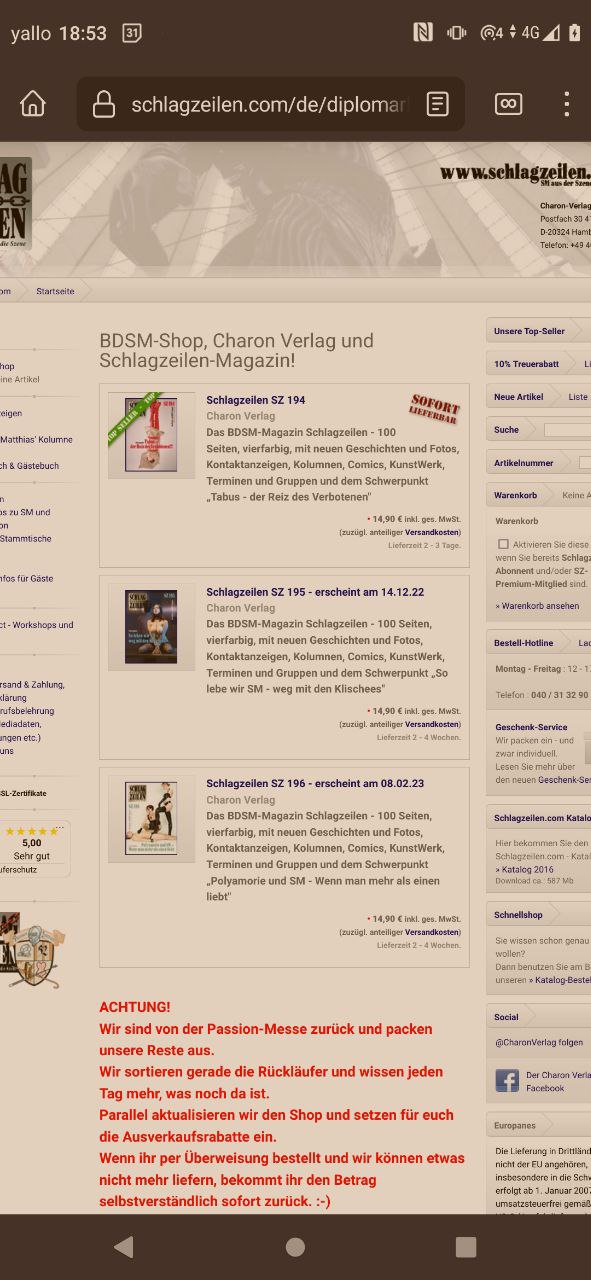 yallo 18:53
31
4G
schlagzeilen.com/de/diplomar
www.schlagzeilen.
SM aus der Szene
Charon-Verlag
Postfach 30 4
D-20324 Hamb
Telefon: +49 4
om
Startseite
BDSM-Shop, Charon Verlag und
Schlagzeilen-Magazin!
hop
eine Artikel
zeigen
Matthias' Kolumne
ch & Gästebuch
n
os zu SM und
on
Stammtische
nfos für Gäste
ct - Workshops und
rsand & Zahlung,
klärung
rufsbelehrung
Mediadaten,
ungen etc.)
uns
SSL-Zertifikate
5,00
Sehr gut
uferschutz
TOP SELLER - TOP
SZ 194
Schlagzeilen SZ 194
SOFORT
LIEFERBAR
Charon Verlag
Das BDSM-Magazin Schlagzeilen - 100
Seiten, vierfarbig, mit neuen Geschichten und Fotos,
Kontaktanzeigen, Kolumnen, Comics, KunstWerk,
Terminen und Gruppen und dem Schwerpunkt
„Tabus - der Reiz des Verbotenen"
• 14,90 € inkl. ges. MwSt.
(zuzügl. anteiliger Versandkosten)
Lieferzeit 2 - 3 Tage.
SZ 195
Schlagzeilen SZ 195 - erscheint am 14.12.22
Charon Verlag
Das BDSM-Magazin Schlagzeilen - 100 Seiten,
vierfarbig, mit neuen Geschichten und Fotos,
Kontaktanzeigen, Kolumnen, Comics, KunstWerk,
Terminen und Gruppen und dem Schwerpunkt „So
lebe wir SM - weg mit den Klischees"
• 14,90 € inkl. ges. MwSt.
(zuzügl. anteiliger Versandkosten)
Lieferzeit 2 - 4 Wochen.
Schlagzeilen SZ 196 - erscheint am 08.02.23
Charon Verlag
Das BDSM-Magazin Schlagzeilen - 100 Seiten,
vierfarbig, mit neuen Geschichten und Fotos,
Kontaktanzeigen, Kolumnen, Comics, KunstWerk,
Terminen und Gruppen und dem Schwerpunkt
„Polyamorie und SM - Wenn man mehr als einen
liebt"
• 14,90 € inkl. ges. MwSt.
(zuzügl. anteiliger Versandkosten)
Lieferzeit 2 - 4 Wochen.
ACHTUNG!
Wir sind von der Passion-Messe zurück und packen
unsere Reste aus.
Wir sortieren gerade die Rückläufer und wissen jeden
Tag mehr, was noch da ist.
Parallel aktualisieren wir den Shop und setzen für euch
die Ausverkaufsrabatte ein.
Wenn ihr per Überweisung bestellt und wir können etwas
nicht mehr liefern, bekommt ihr den Betrag
selbstverständlich sofort zurück. :-)
Unsere Top-Seller
10% Treuerabatt Li
Neue Artikel Liste
Suche
Artikelnummer
Warenkorb Keine A
Warenkorb
Aktivieren Sie diese
wenn Sie bereits Schlagz
Abonnent und/oder SZ-
Premium-Mitglied sind.
» Warenkorb ansehen
Bestell-Hotline Lad
Montag - Freitag : 12 - 1
Telefon : 040 / 31 32 90
Geschenk-Service
Wir packen ein - und
zwar individuell.
Lesen Sie mehr über
den neuen Geschenk-Ser
Schlagzeilen.com Katalo
Hier bekommen Sie den
Schlagzeilen.com - Katal
» Katalog 2016
Download ca.: 587 Mb
Schnellshop
Sie wissen schon genau
wollen?
Dann benutzen Sie am B
unseren » Katalog-Bestel
Social
@CharonVerlag folgen
Der Charon Verla
Facebook
Europanes
Die Lieferung in Drittländ
nicht der EU angehören,
insbesondere in die Schw
erfolgt ab 1. Januar 2007
umsatzsteuerfrei gemäß